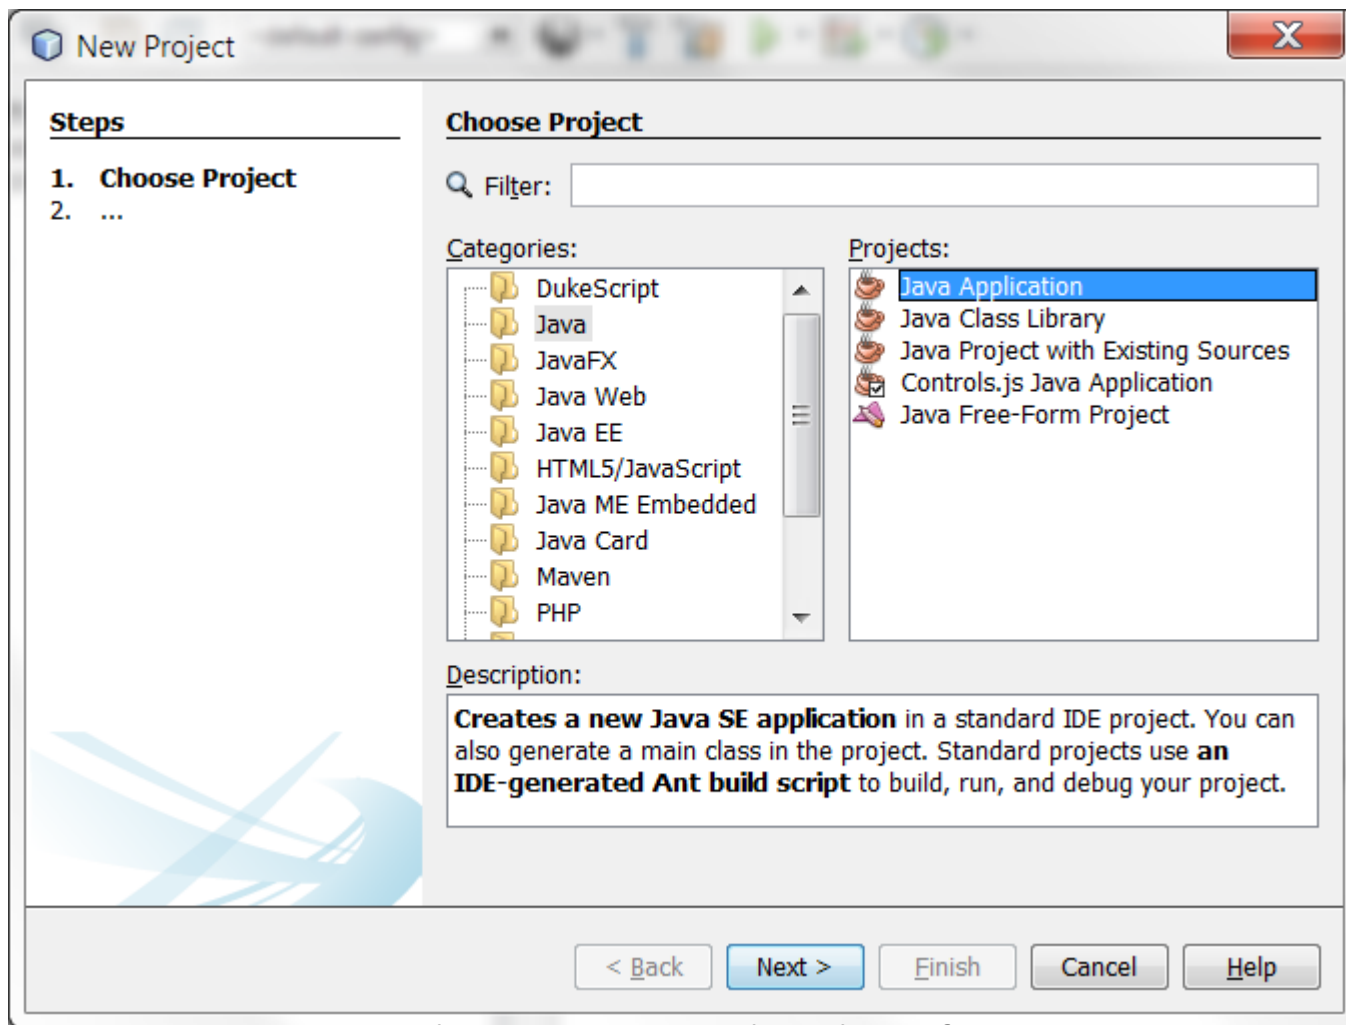 New Project
Steps
1. Choose Project
2. ...
Choose Project
Filter:
Categories:
DukeScript
Java
JavaFX
Java Web
Java EE
HTML5/JavaScript
Java ME Embedded
Java Card
Maven
PHP
Projects:
Java Application
Java Class Library
Java Project with Existing Sources
Controls.js Java Application
Java Free-Form Project
Description:
Creates a new Java SE application in a standard IDE project. You can
also generate a main class in the project. Standard projects use an
IDE-generated Ant build script to build, run, and debug your project.
< Back
Next >
Finish
Cancel
Help